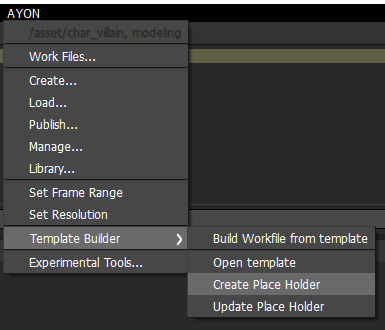 AYON
/asset/char_villain, modeling
Work Files...
Create...
Load...
Publish...
Manage...
Library...
Set Frame Range
Set Resolution
Template Builder
Build Workfile from template
Experimental Tools...
Open template
Create Place Holder
Update Place Holder